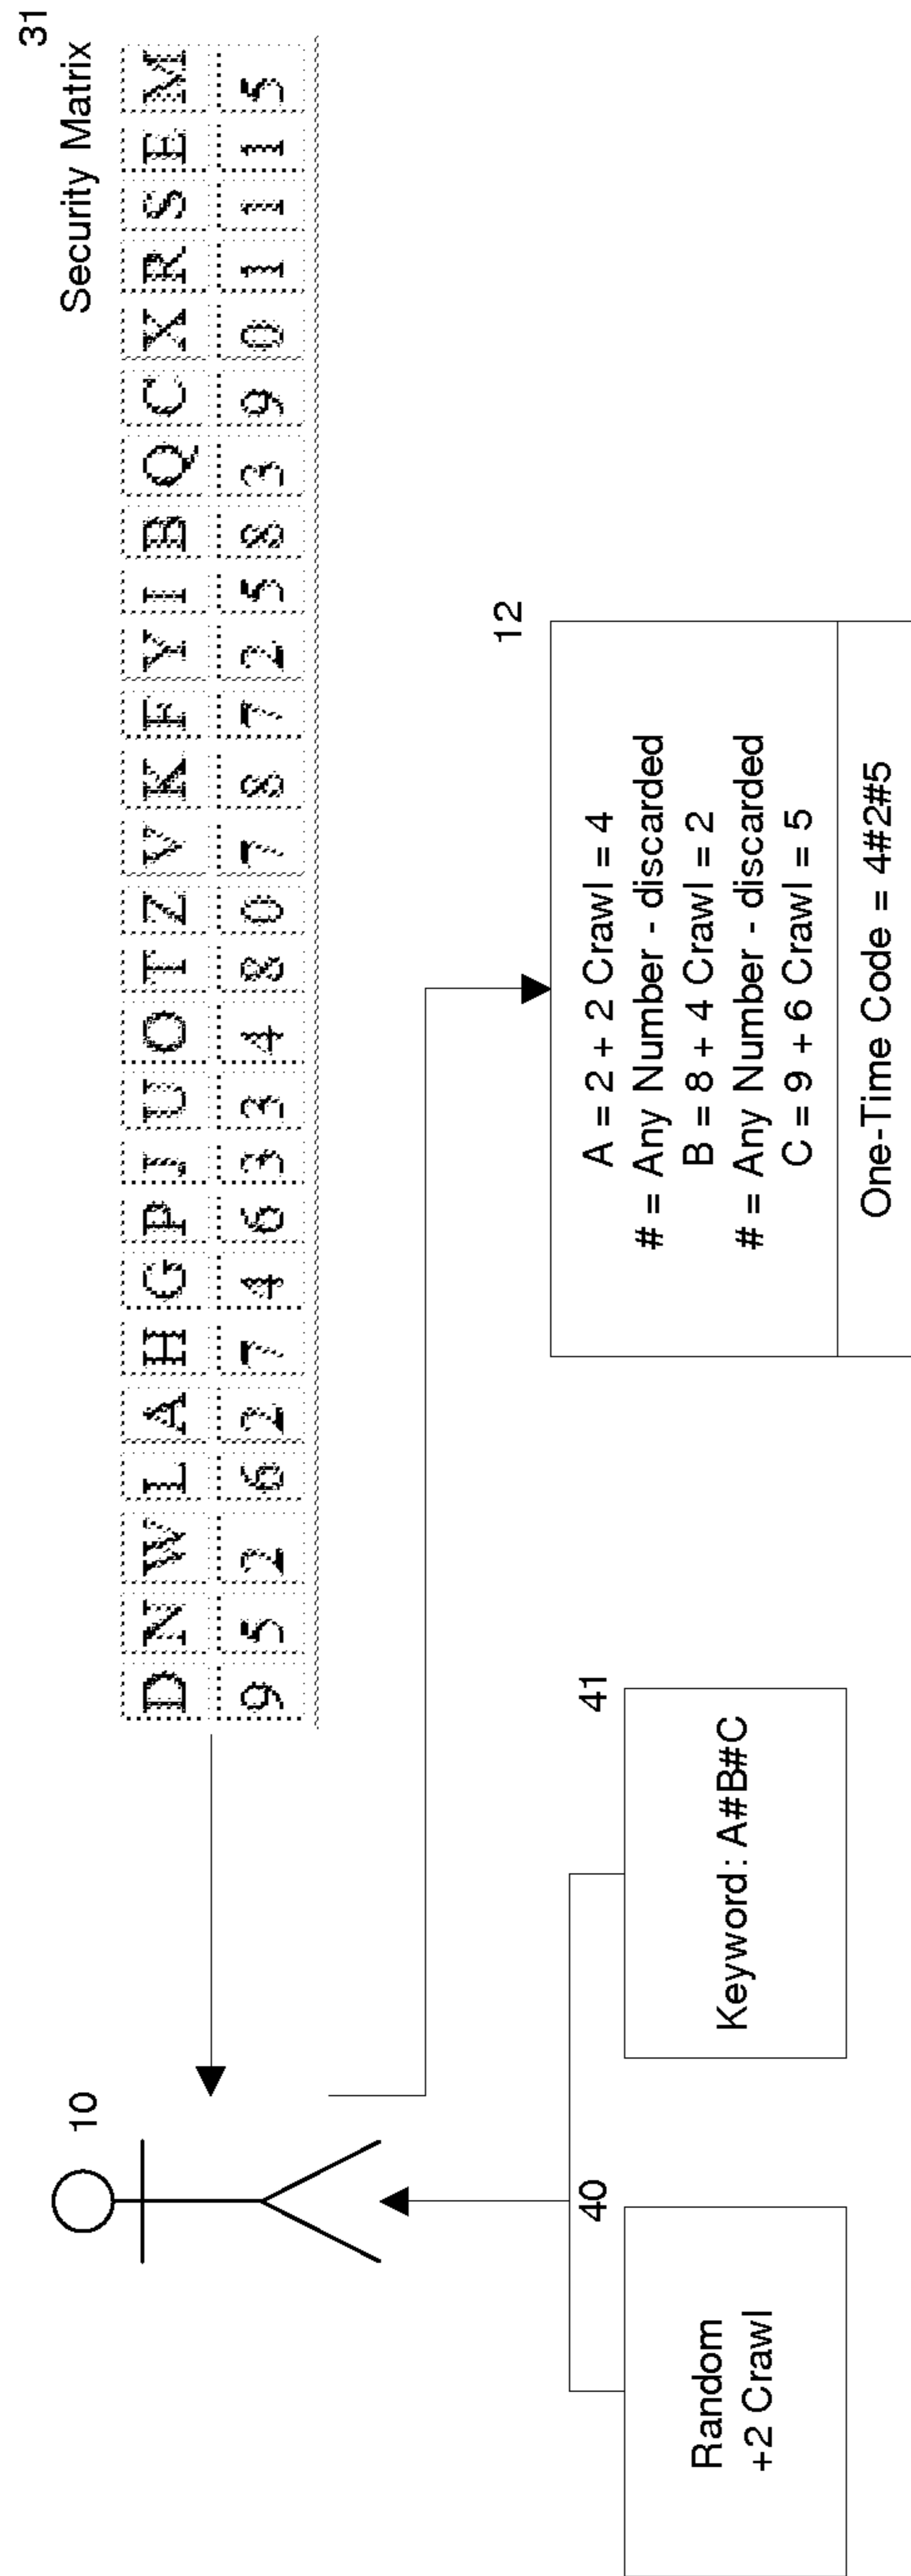 31
Security Matrix
D N W L A H G P J U O T Z V K F Y I B Q C X R S E M
9 5 2 6 2 7 4 6 3 3 4 8 0 7 8 7 2 5 8 3 9 0 1 1 1 5
10
12
A = 2 + 2 Crawl = 4
# = Any Number - discarded
B = 8 + 4 Crawl = 2
# = Any Number - discarded
C = 9 + 6 Crawl = 5
One-Time Code = 4#2#5
40
Random
+2 Crawl
41
Keyword: A#B#C